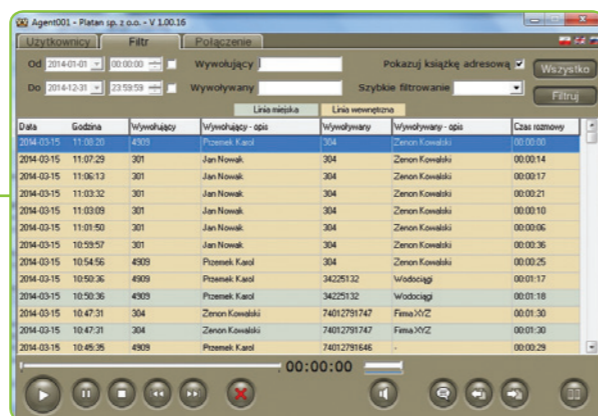 Agent001 - Platan sp. z o.o. - V 1.00.16
Użytkownicy Filtr Połączenie
Od 2014-01-01 00:00:00 Wywołujący Pokazuj książkę adresową Wszystko
Do 2014-12-31 23:59:59 Wywoływany Szybkie filtrowanie Filtruj
Linia miejska Linia wewnętrzna
Data Godzina Wywołujący Wywołujący - opis Wywoływany Wywoływany - opis Czas rozmowy
2014-03-15 11:08:20 4909 Przemek Karol 304 Zenon Kowalski 00:00:00
2014-03-15 11:07:29 301 Jan Nowak 304 Zenon Kowalski 00:00:14
2014-03-15 11:06:13 301 Jan Nowak 304 Zenon Kowalski 00:00:17
2014-03-15 11:03:32 301 Jan Nowak 304 Zenon Kowalski 00:00:21
2014-03-15 11:03:09 301 Jan Nowak 304 Zenon Kowalski 00:00:10
2014-03-15 11:01:50 301 Jan Nowak 304 Zenon Kowalski 00:00:06
2014-03-15 10:59:57 301 Jan Nowak 304 Zenon Kowalski 00:00:36
2014-03-15 10:54:56 4909 Przemek Karol 304 Zenon Kowalski 00:00:25
2014-03-15 10:50:36 4909 Przemek Karol 34225132 Wodociągi 00:01:17
2014-03-15 10:50:36 4909 Przemek Karol 34225132 Wodociągi 00:01:18
2014-03-15 10:47:31 304 Zenon Kowalski 74012791747 Firma XYZ 00:01:30
2014-03-15 10:47:31 304 Zenon Kowalski 74012791747 Firma XYZ 00:01:30
2014-03-15 10:45:35 4909 Przemek Karol 74012791646 - 00:00:29
00:00:00